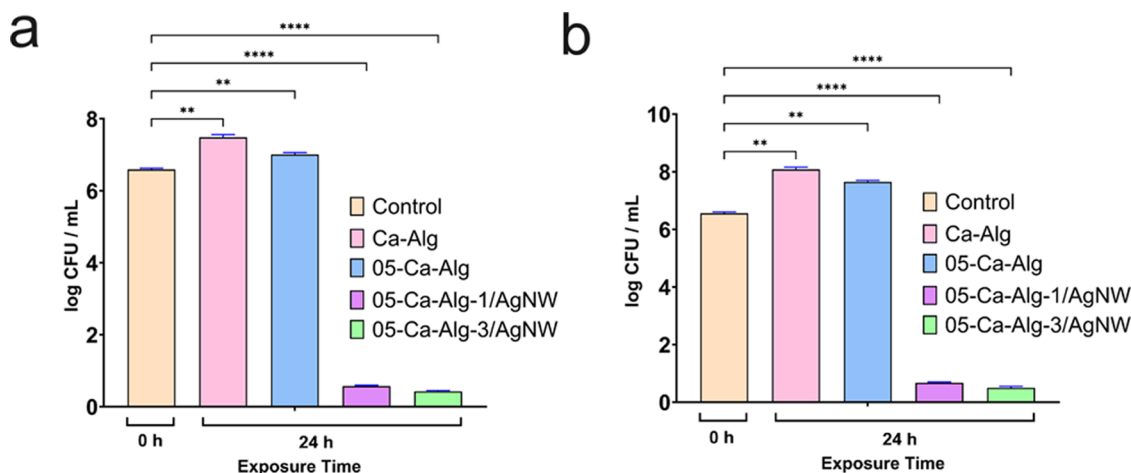 a
****
****
**
**
8
6
4
2
0
log CFU / mL
Control
Ca-Alg
05-Ca-Alg
05-Ca-Alg-1/AgNW
05-Ca-Alg-3/AgNW
0 h
24 h
Exposure Time
b
****
****
**
**
10
8
6
4
2
0
log CFU / mL
Control
Ca-Alg
05-Ca-Alg
05-Ca-Alg-1/AgNW
05-Ca-Alg-3/AgNW
0 h
24 h
Exposure Time